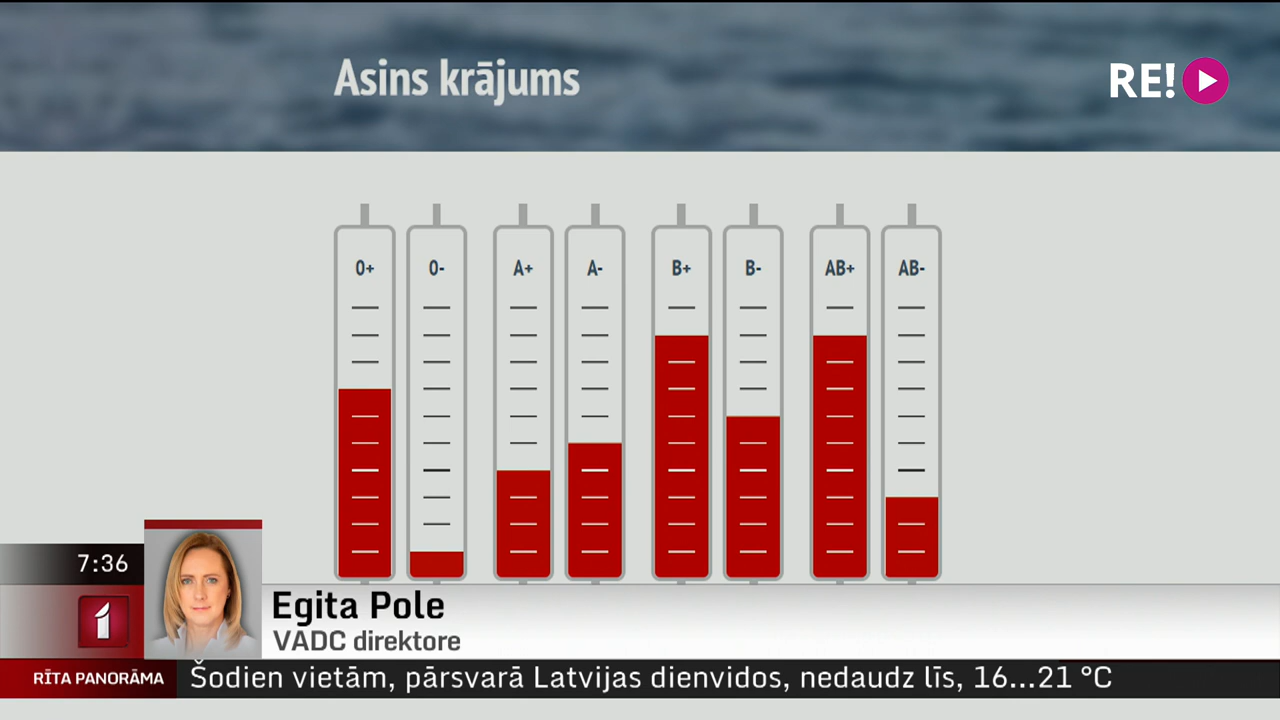 Asins krājums
RE!
0+ 0- A+ A- B+ B- AB+ AB-
7:36
1
Egita Pole
VADC direktore
RĪTA PANORĀMA
Šodien vietām, pārsvarā Latvijas dienvidos, nedaudz līs, 16...21 °C